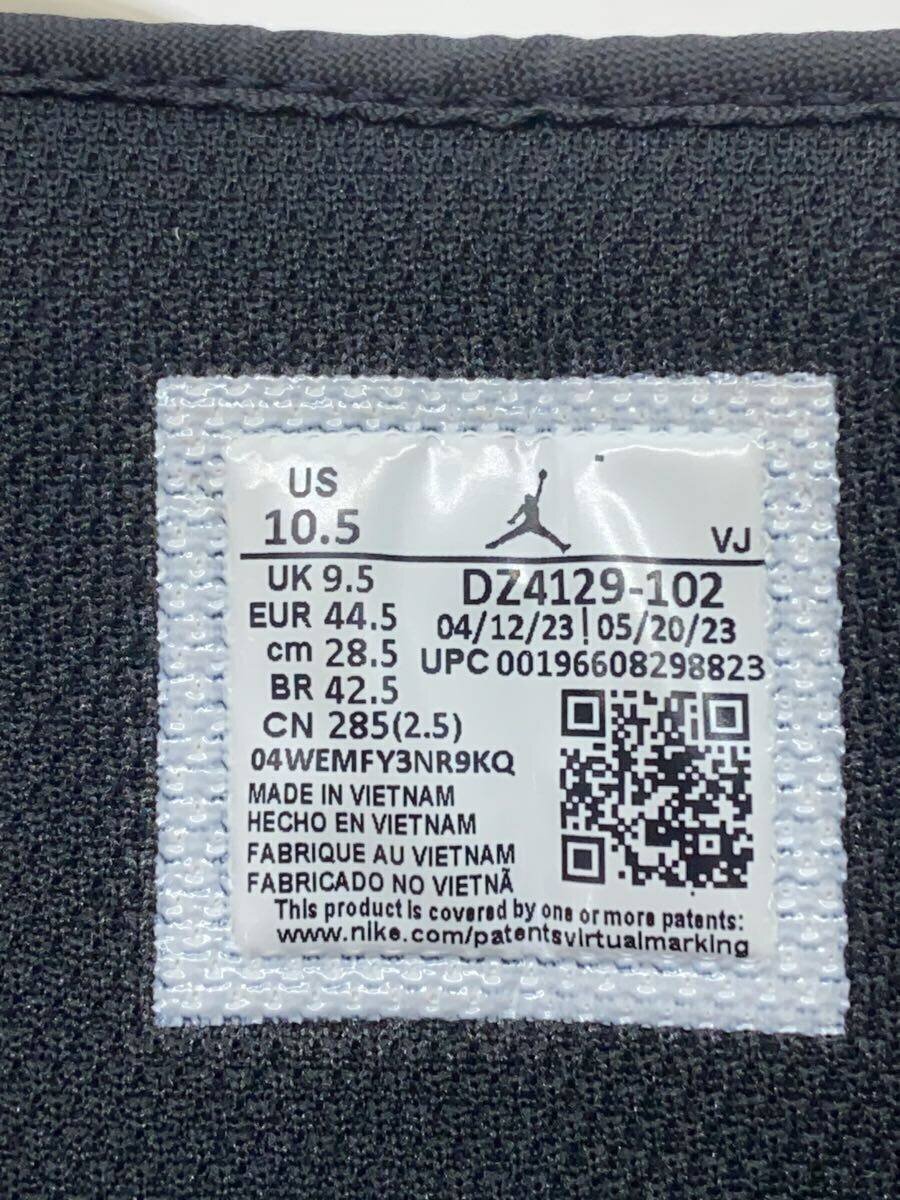 US
10.5
VJ
UK 9.5
EUR 44.5
cm 28.5
BR 42.5
CN 285(2.5)
DZ4129-102
04/12/23 | 05/20/23
UPC 00196608298823
04WEMFY3NR9KQ
MADE IN VIETNAM
HECHO EN VIETNAM
FABRIQUE AU VIETNAM
FABRICADO NO VIETNÃ
This product is covered by one or more patents:
www.nike.com/patentsvirtualmarking